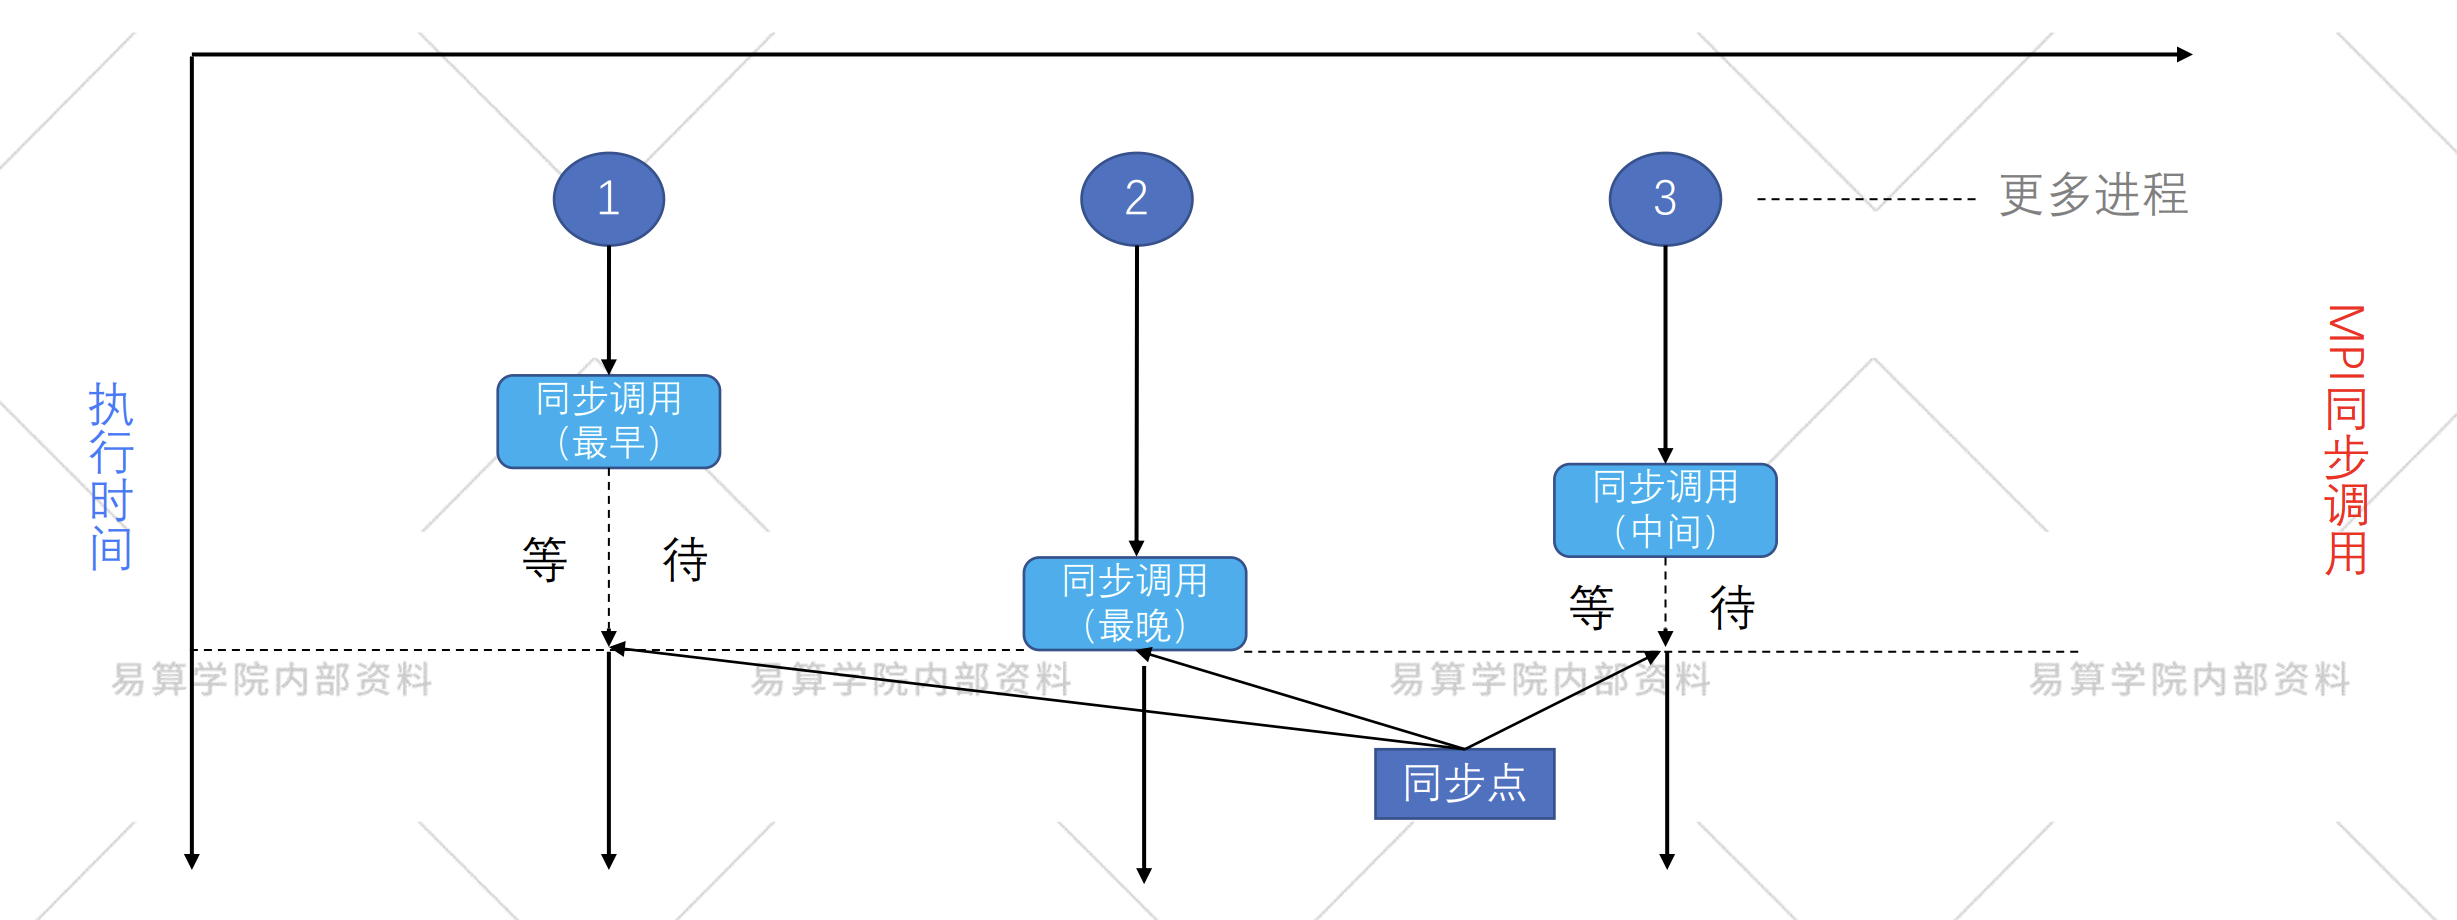 1
2
3
更多进程
执行时间
MPI同步调用
同步调用
（最早）
同步调用
（中间）
等 待
同步调用
（最晚）
等 待
易算学院内部资料
易算学院内部资料
易算学院内部资料
易算学院内部资料
同步点